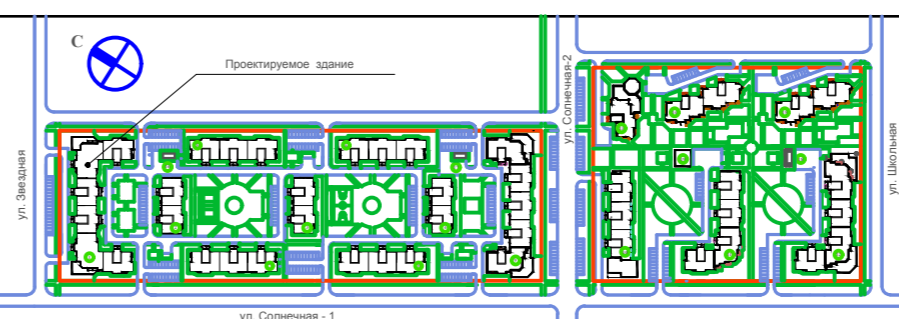 С
Проектируемое здание
ул. Солнечная-2
ул. Звездная
ул. Школьная
ул. Солнечная - 1